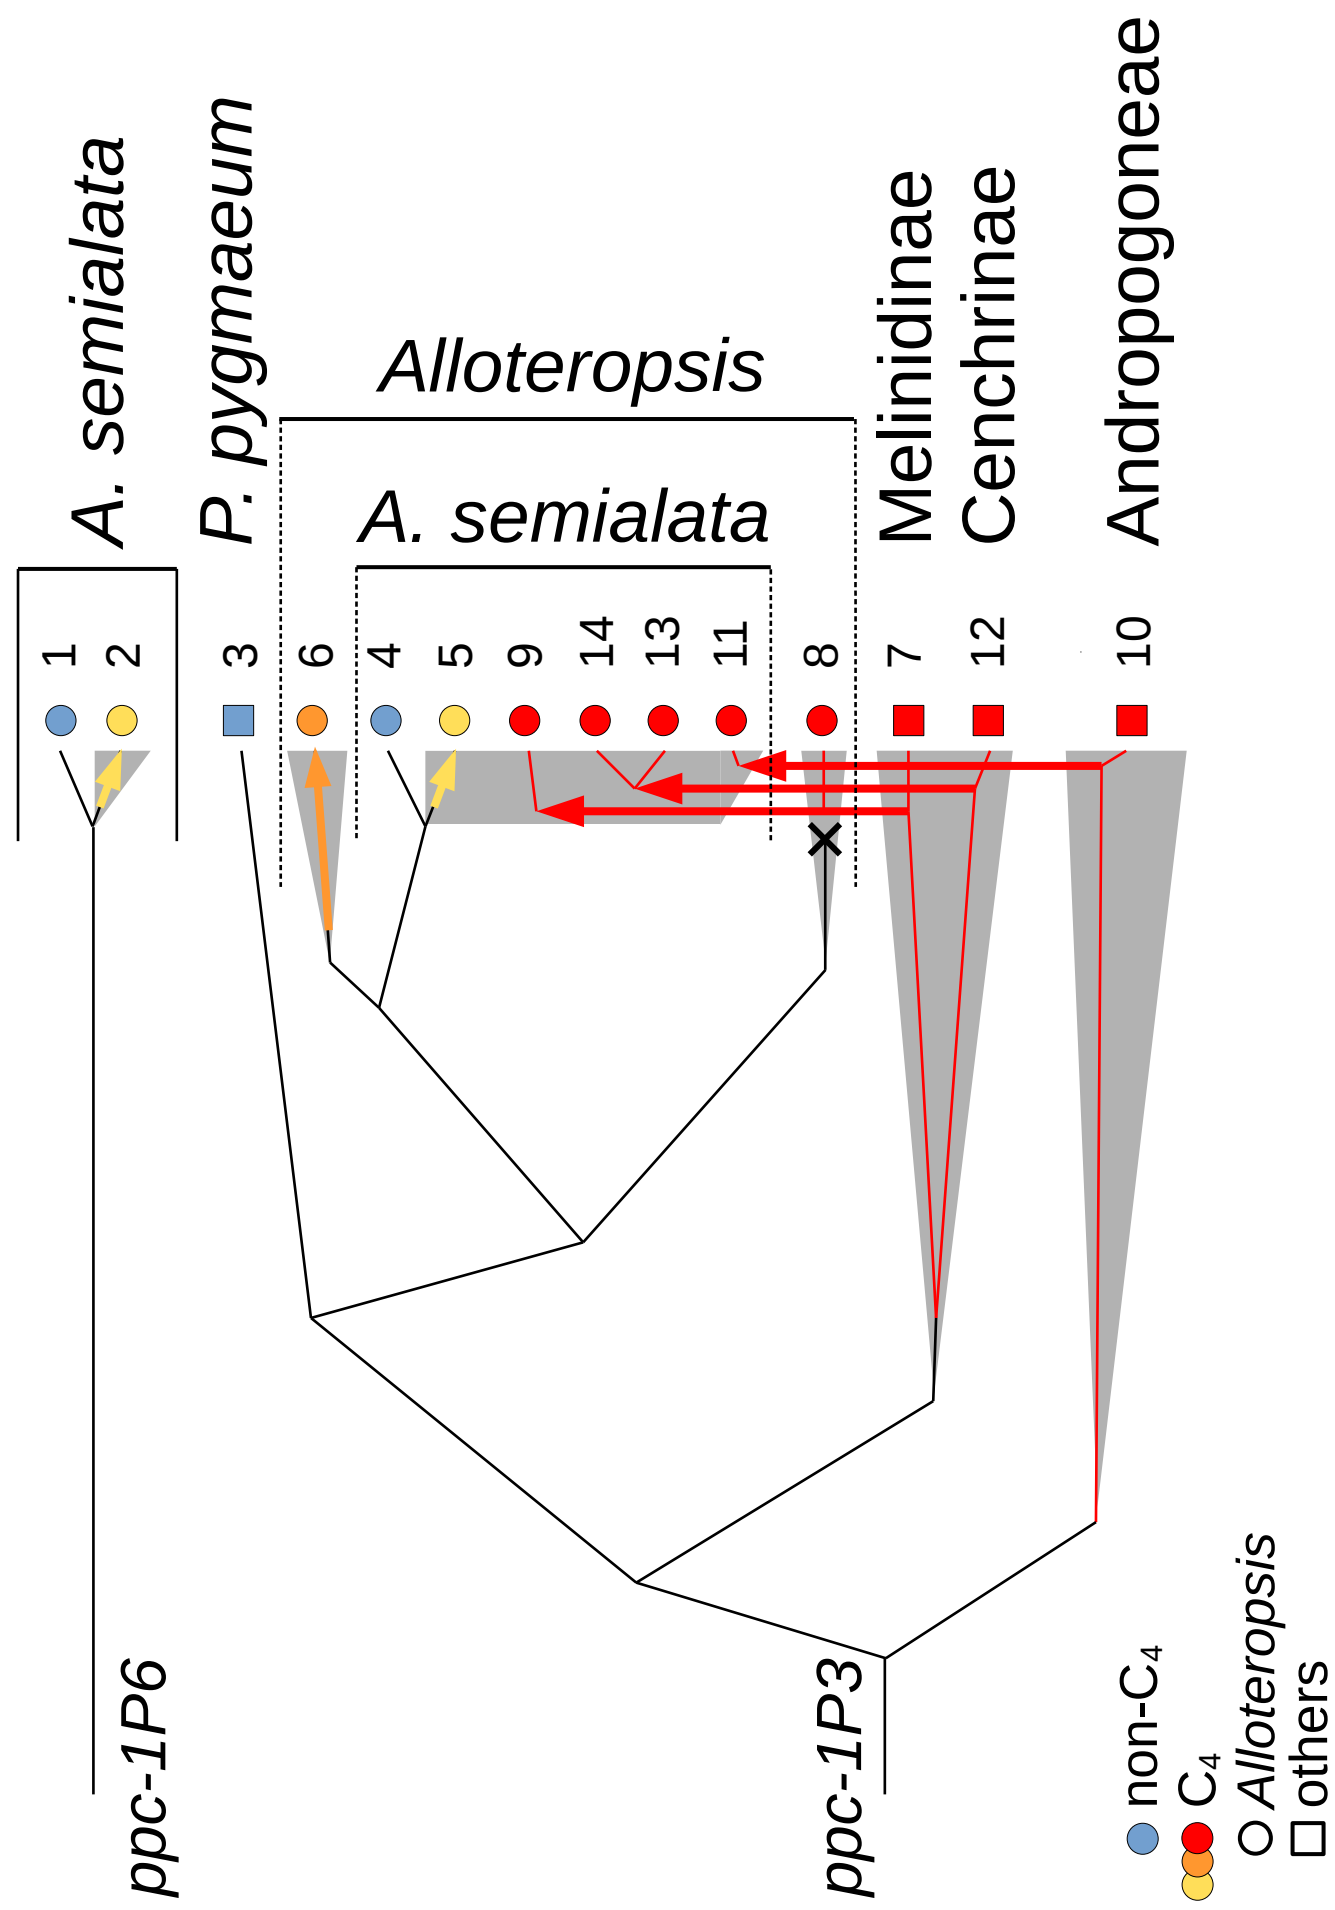 A. semialata
P. pygmaeum
Alloteropsis
A. semialata
Melinidinae
Cenchrinae
Andropogoneae
1
2
3
6
4
5
9
14
13
11
8
7
12
10
ppc-1P6
ppc-1P3
non-C₄
C₄
Alloteropsis
others